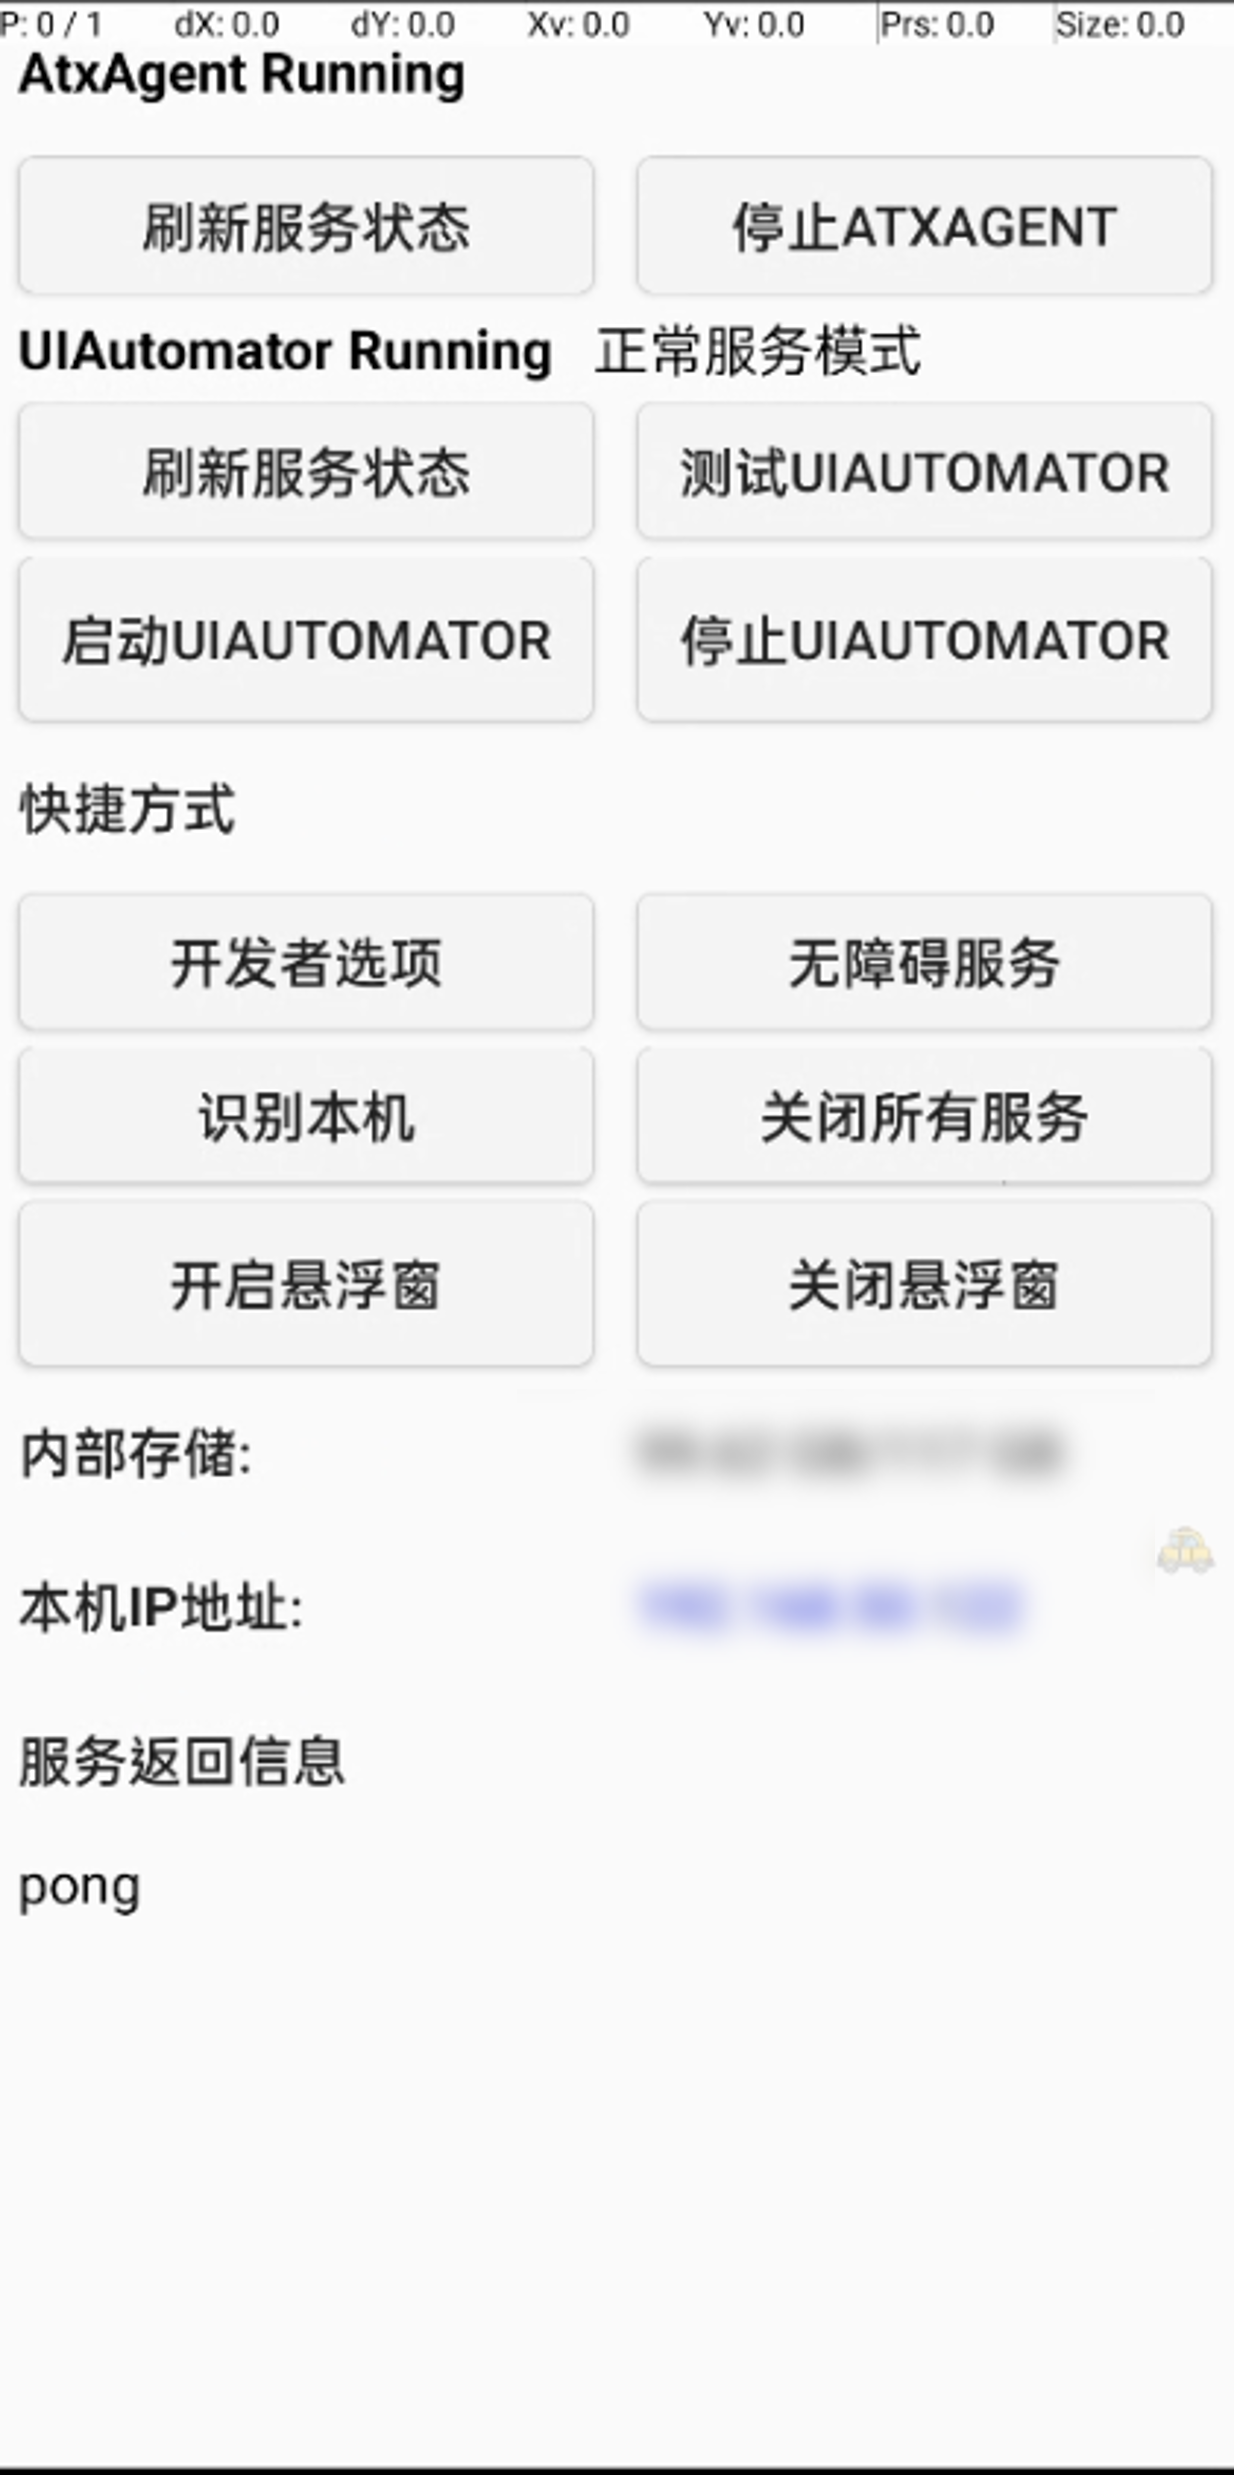 P: 0 / 1 dX: 0.0 dY: 0.0 Xv: 0.0 Yv: 0.0 Prs: 0.0 Size: 0.0
AtxAgent Running
刷新服务状态 停止ATXAGENT
UIAutomator Running 正常服务模式
刷新服务状态 测试UIAUTOMATOR
启动UIAUTOMATOR 停止UIAUTOMATOR
快捷方式
开发者选项 无障碍服务
识别本机 关闭所有服务
开启悬浮窗 关闭悬浮窗
内部存储:
本机IP地址:
服务返回信息
pong